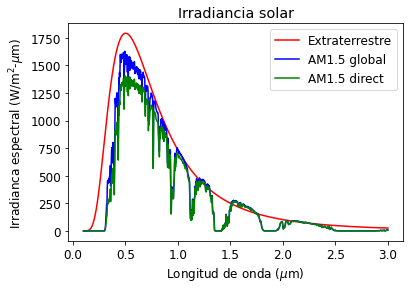 Irradiancia solar
Extraterrestre
AM1.5 global
AM1.5 direct
Irradianca espectral (W/m²-μm)
1750
1500
1250
1000
750
500
250
0
0.0 0.5 1.0 1.5 2.0 2.5 3.0
Longitud de onda (μm)